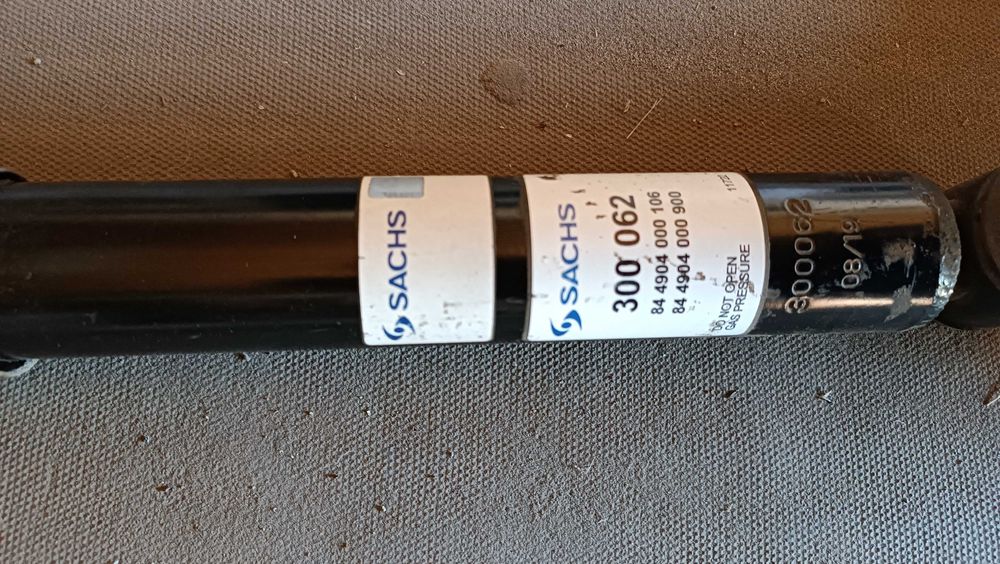 SACHS
SACHS
300 062
84 4904 000 106
84 4904 000 900
DO NOT OPEN
GAS PRESSURE
300062
08/19